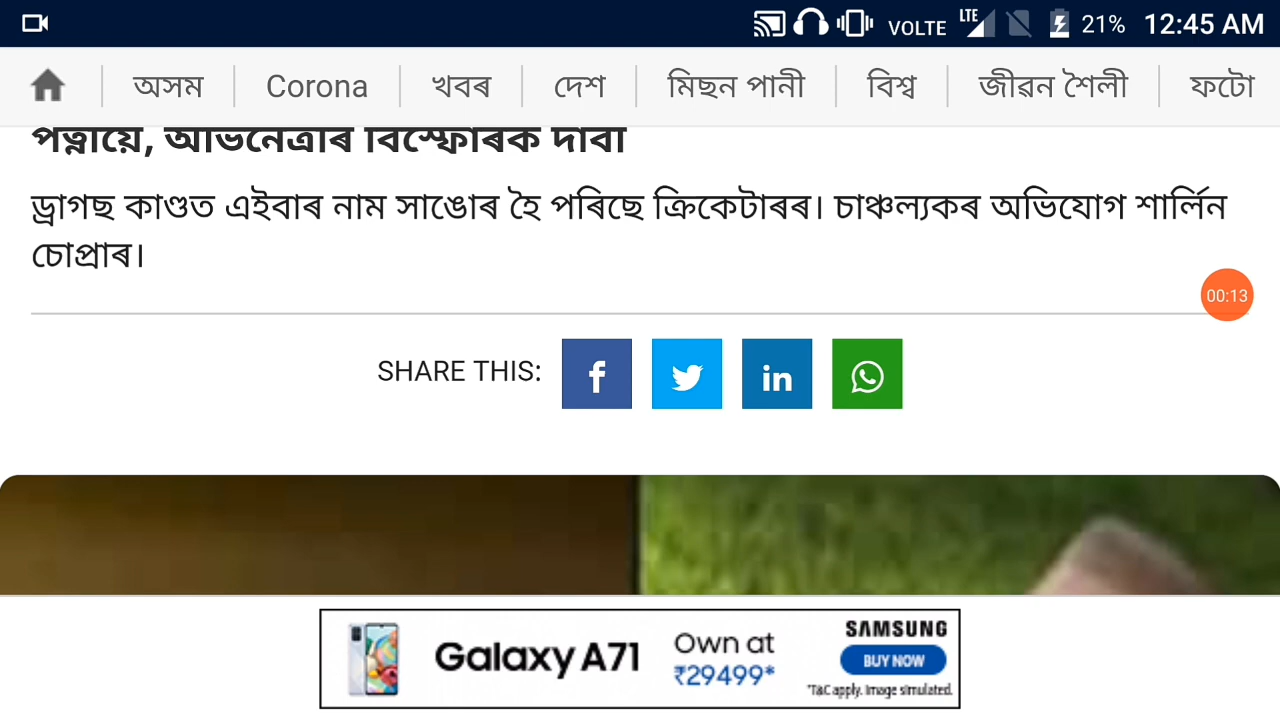 VOLTE LTE 21% 12:45 AM
অসম Corona খবৰ দেশ মিছন পানী বিশ্ব জীৱন শৈলী ফটো
পত্নীয়ে, অভিনেত্ৰীৰ বিস্ফোৰক দাবী
ড্ৰাগছ কাণ্ডত এইবাৰ নাম সাঙোৰ হৈ পৰিছে ক্ৰিকেটাৰৰ। চাঞ্চল্যকৰ অভিযোগ শাৰ্লিন
চোপ্ৰাৰ।
00:13
SHARE THIS:
Galaxy A71
Own at
₹29499*
SAMSUNG
BUY NOW
*T&C apply. Image simulated.